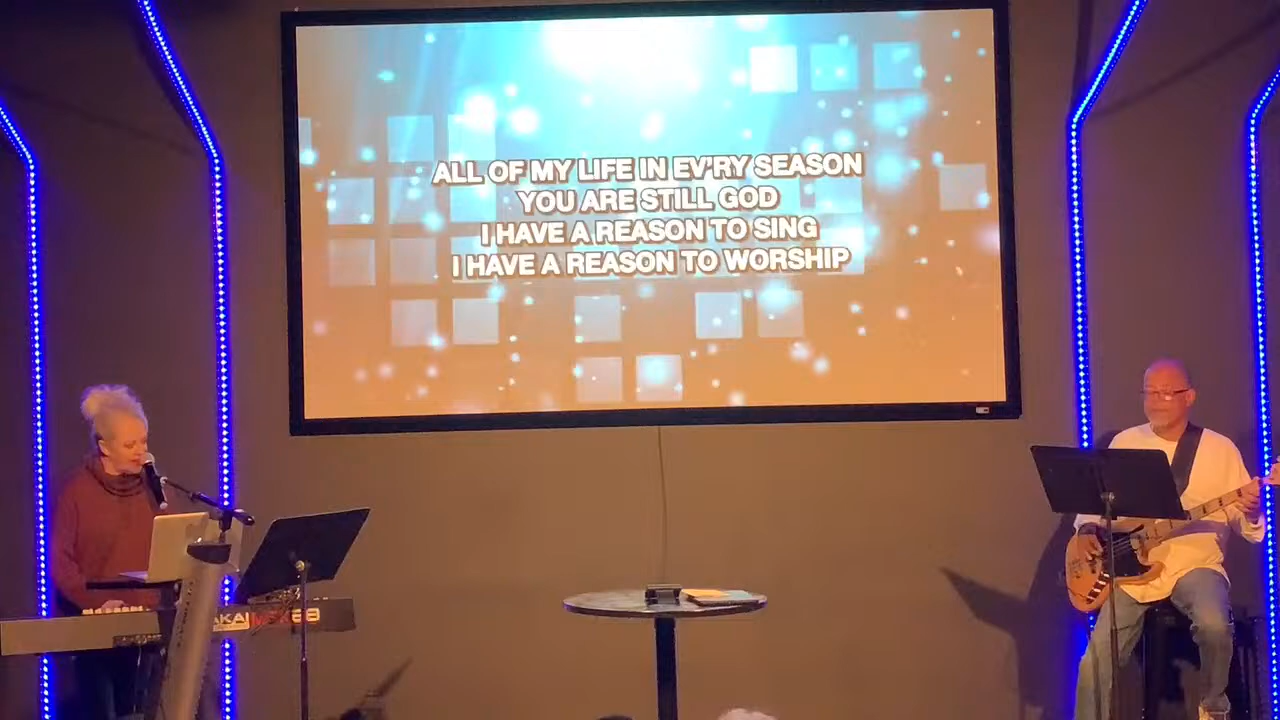 ALL OF MY LIFE IN EV'RY SEASON
YOU ARE STILL GOD
I HAVE A REASON TO SING
I HAVE A REASON TO WORSHIP
AKAI